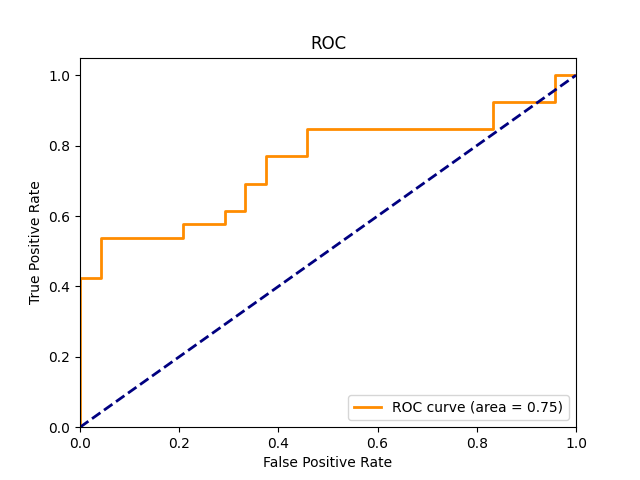 ROC
True Positive Rate
1.0
0.8
0.6
0.4
0.2
0.0
ROC curve (area = 0.75)
0.0 0.2 0.4 0.6 0.8 1.0
False Positive Rate